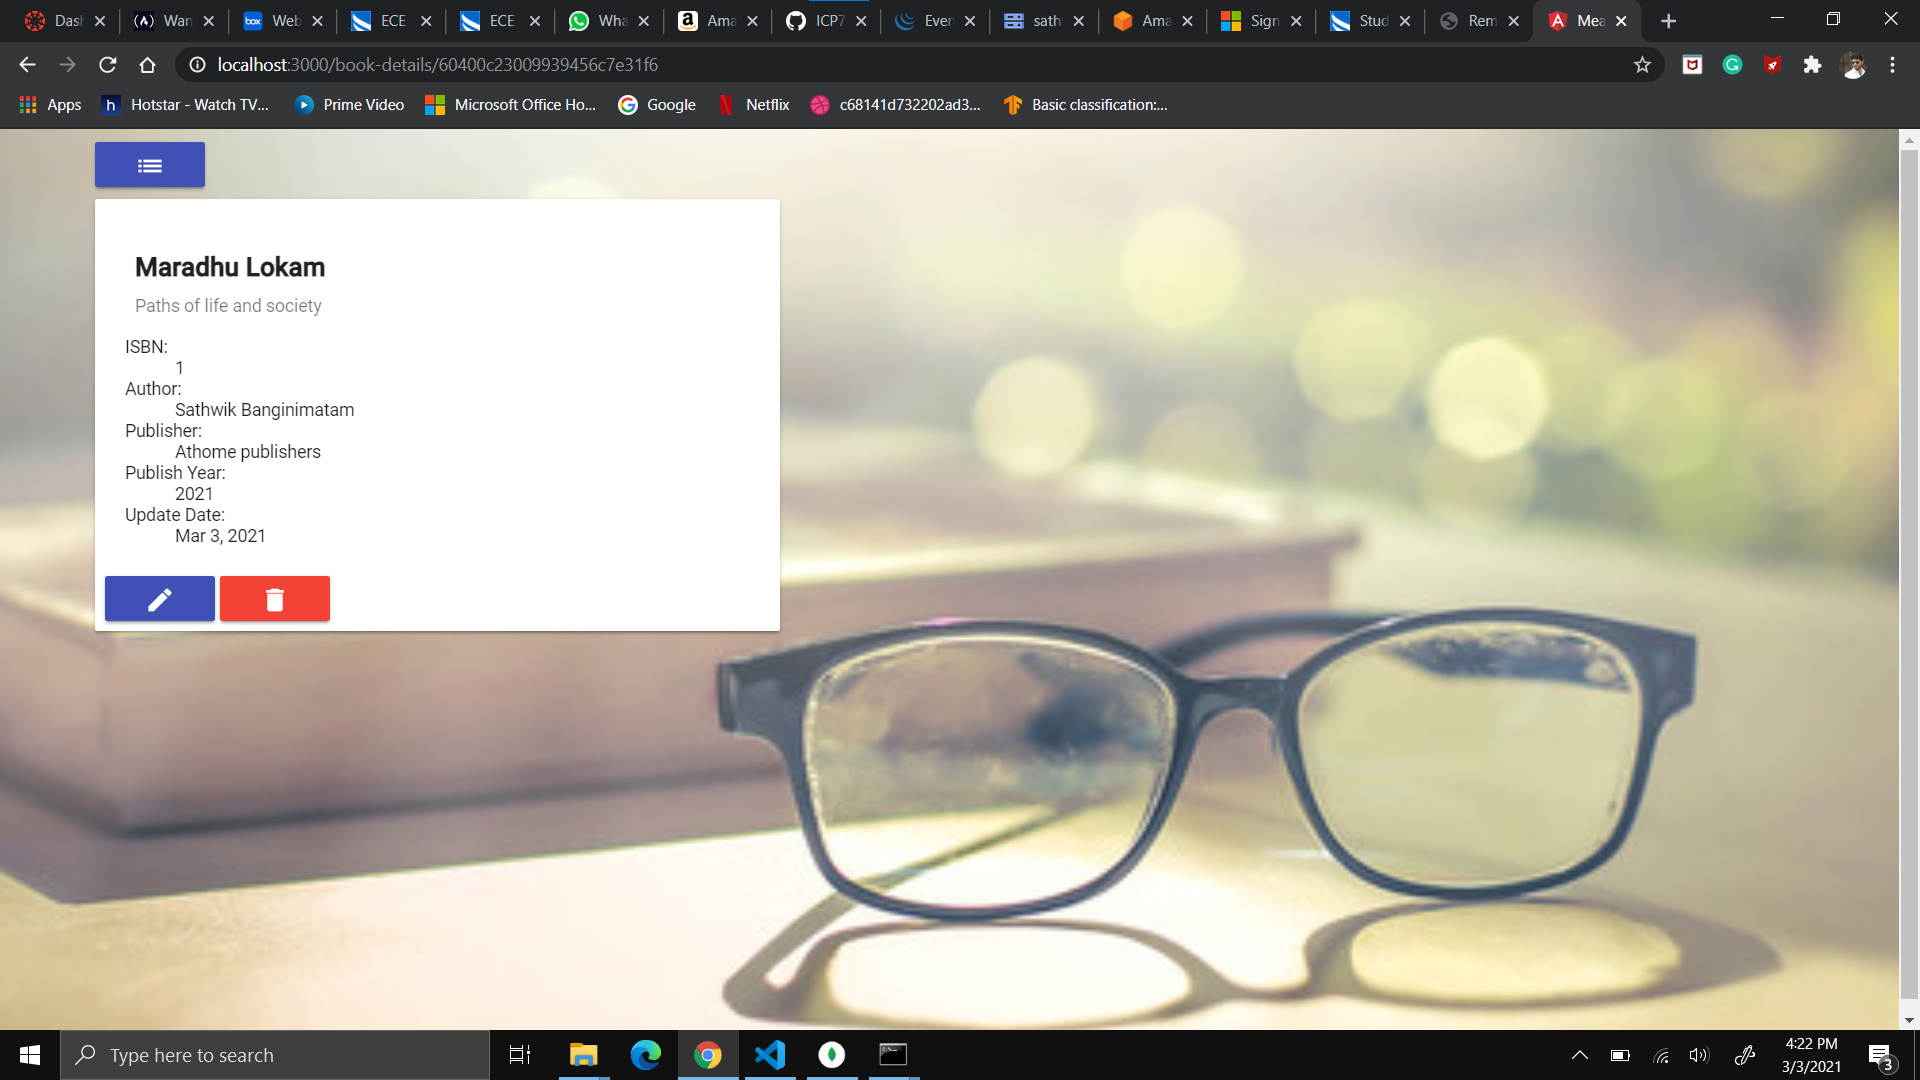 Dash
Wan
box
Web
ECE
ECE
Wha
Ama
ICP7
Even
sath
Ama
Sign
Stud
Rem
Mea
localhost:3000/book-details/60400c23009939456c7e31f6
Apps
Hotstar - Watch TV...
Prime Video
Microsoft Office Ho...
Google
Netflix
c68141d732202ad3...
Basic classification:...
Maradhu Lokam
Paths of life and society
ISBN:
1
Author:
Sathwik Banginimatam
Publisher:
Athome publishers
Publish Year:
2021
Update Date:
Mar 3, 2021
Type here to search
4:22 PM
3/3/2021
3